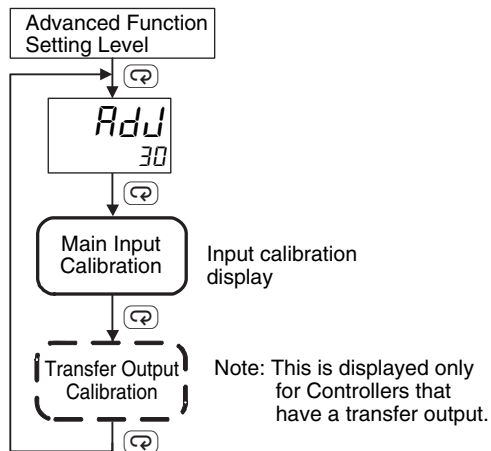 Advanced Function
Setting Level
AdJ
30
Main Input
Calibration
Input calibration
display
Transfer Output
Calibration
Note: This is displayed only
for Controllers that
have a transfer output.